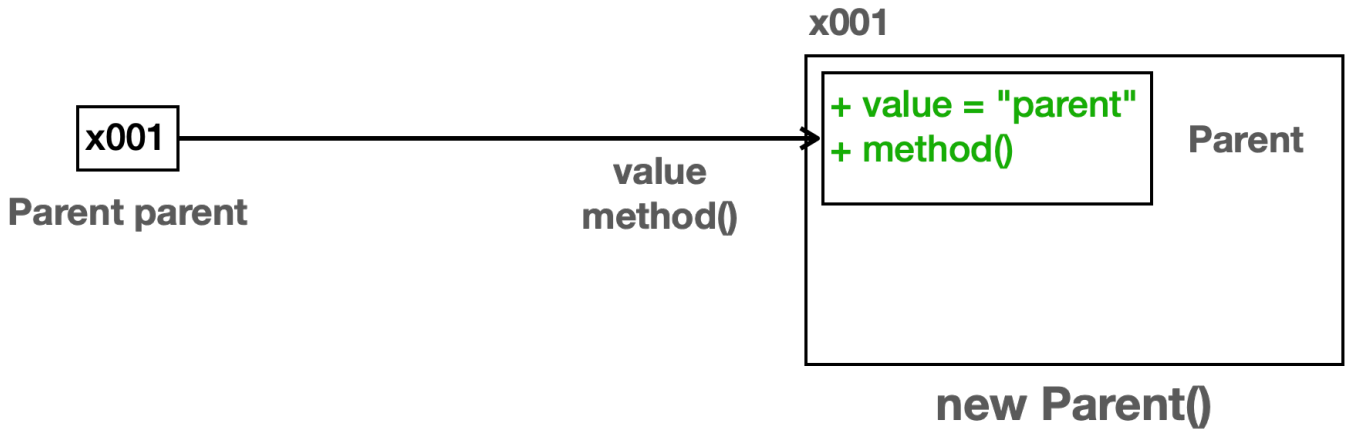 x001
x001
Parent parent
value
method()
+ value = "parent"
+ method()
Parent
new Parent()